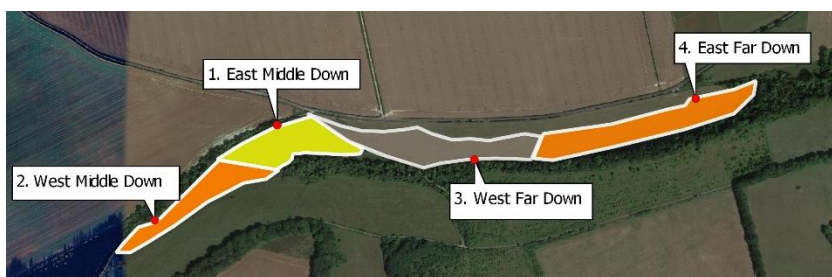 4. East Far Down
1. East Middle Down
2. West Middle Down
3. West Far Down